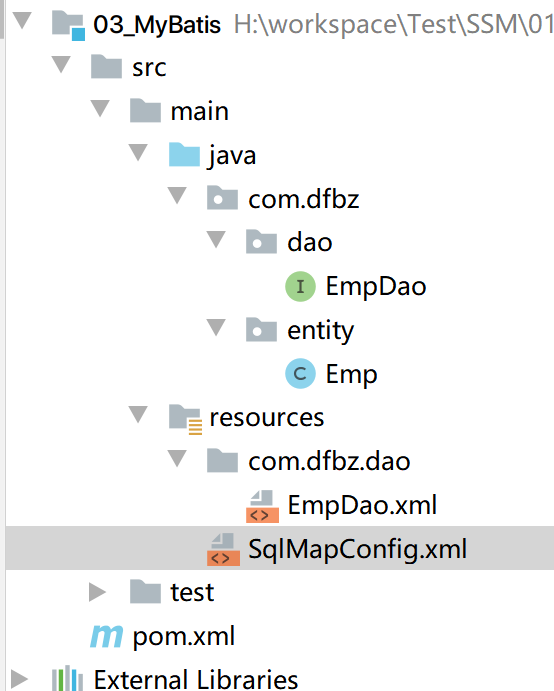 03_MyBatis H:\workspace\Test\SSM\01
src
main
java
com.dfbz
dao
I EmpDao
entity
C Emp
resources
com.dfbz.dao
<> EmpDao.xml
<> SqlMapConfig.xml
test
m pom.xml
External Libraries